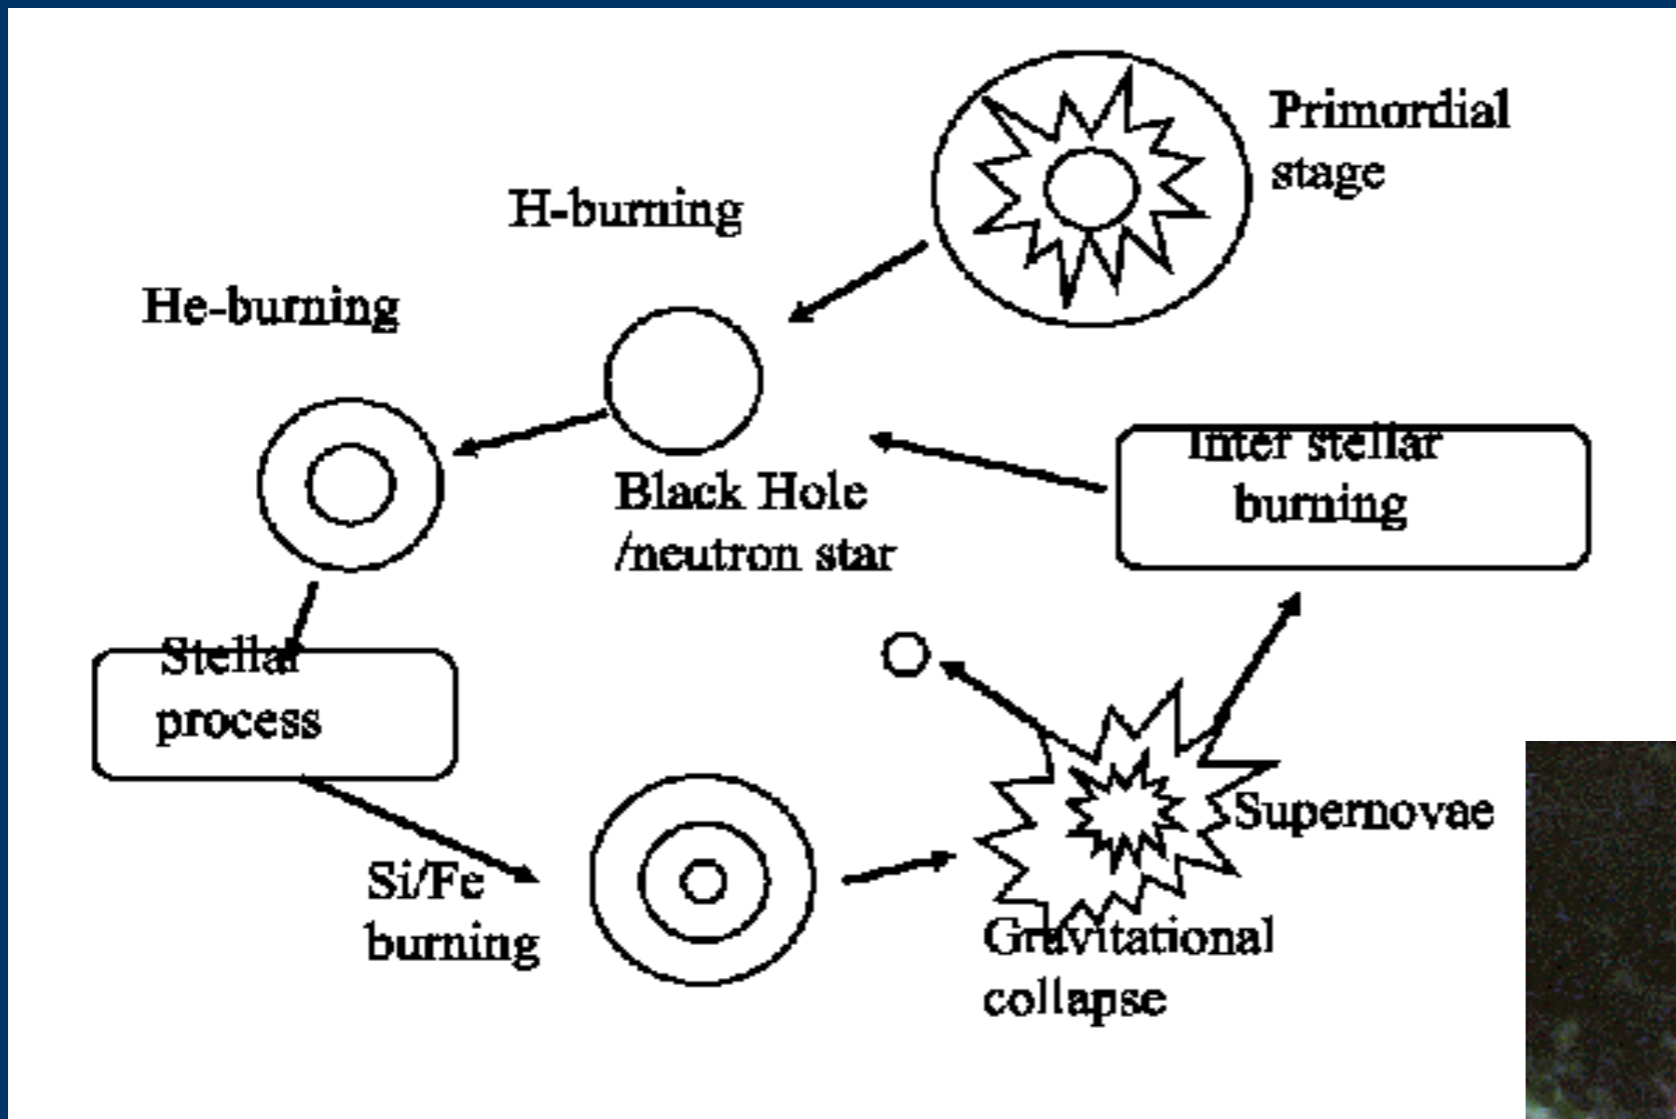 Primordial
stage
H-burning
He-burning
Inter stellar
burning
Black Hole
/neutron star
Stellar
process
Supernovae
Si/Fe
burning
Gravitational
collapse